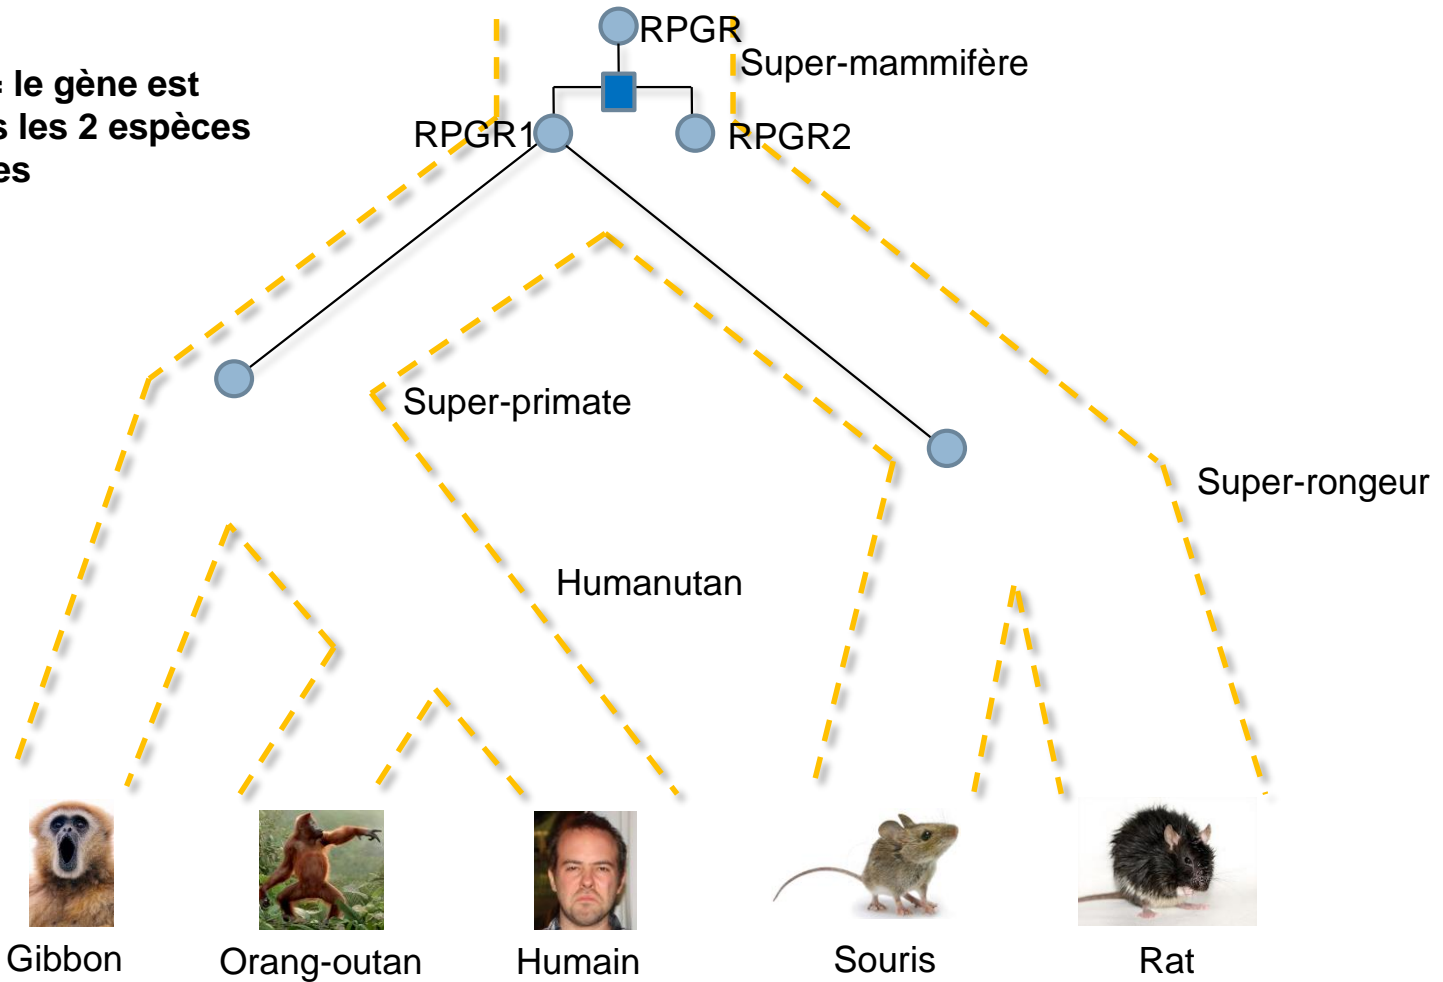 RPGR
Super-mammifère
= le gène est
s les 2 espèces
es
RPGR1
RPGR2
Super-primate
Super-rongeur
Humanutan
Gibbon
Orang-outan
Humain
Souris
Rat